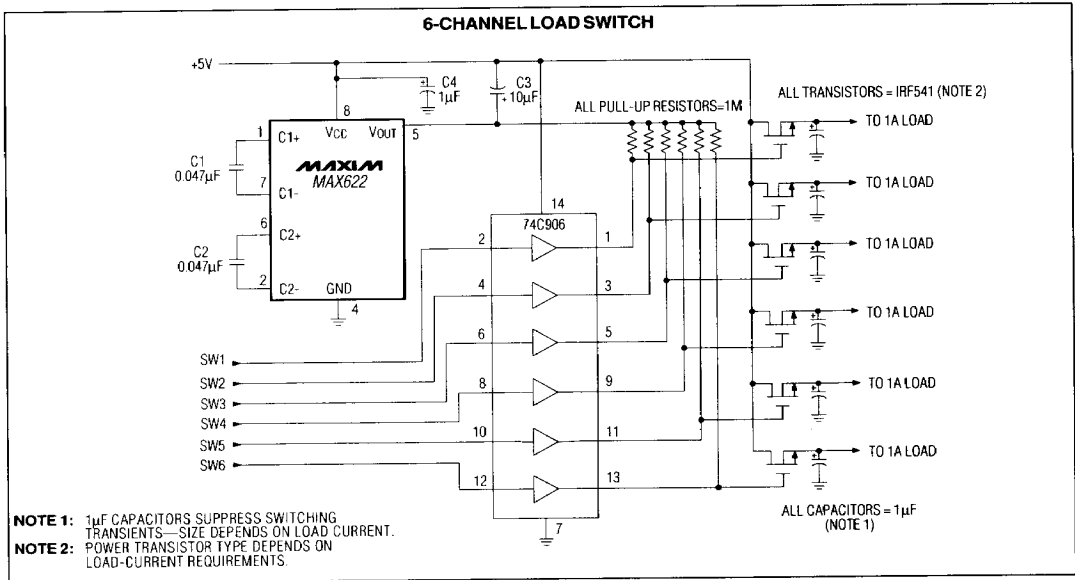 6-CHANNEL LOAD SWITCH
+5V
C4
1µF
C3
10µF
+
+
ALL TRANSISTORS = IRF541 (NOTE 2)
ALL PULL-UP RESISTORS=1M
8
VCC
VOUT
5
1
C1+
MAXIM
MAX622
C1
0.047µF
7
C1-
6
C2+
C2
0.047µF
2
C2-
GND
4
14
74C906
2
1
4
3
6
5
8
9
10
11
12
13
7
SW1
SW2
SW3
SW4
SW5
SW6
+
TO 1A LOAD
+
TO 1A LOAD
+
TO 1A LOAD
+
TO 1A LOAD
+
TO 1A LOAD
+
TO 1A LOAD
ALL CAPACITORS = 1µF
(NOTE 1)
NOTE 1: 1µF CAPACITORS SUPPRESS SWITCHING
TRANSIENTS—SIZE DEPENDS ON LOAD CURRENT.
NOTE 2: POWER TRANSISTOR TYPE DEPENDS ON
LOAD-CURRENT REQUIREMENTS.